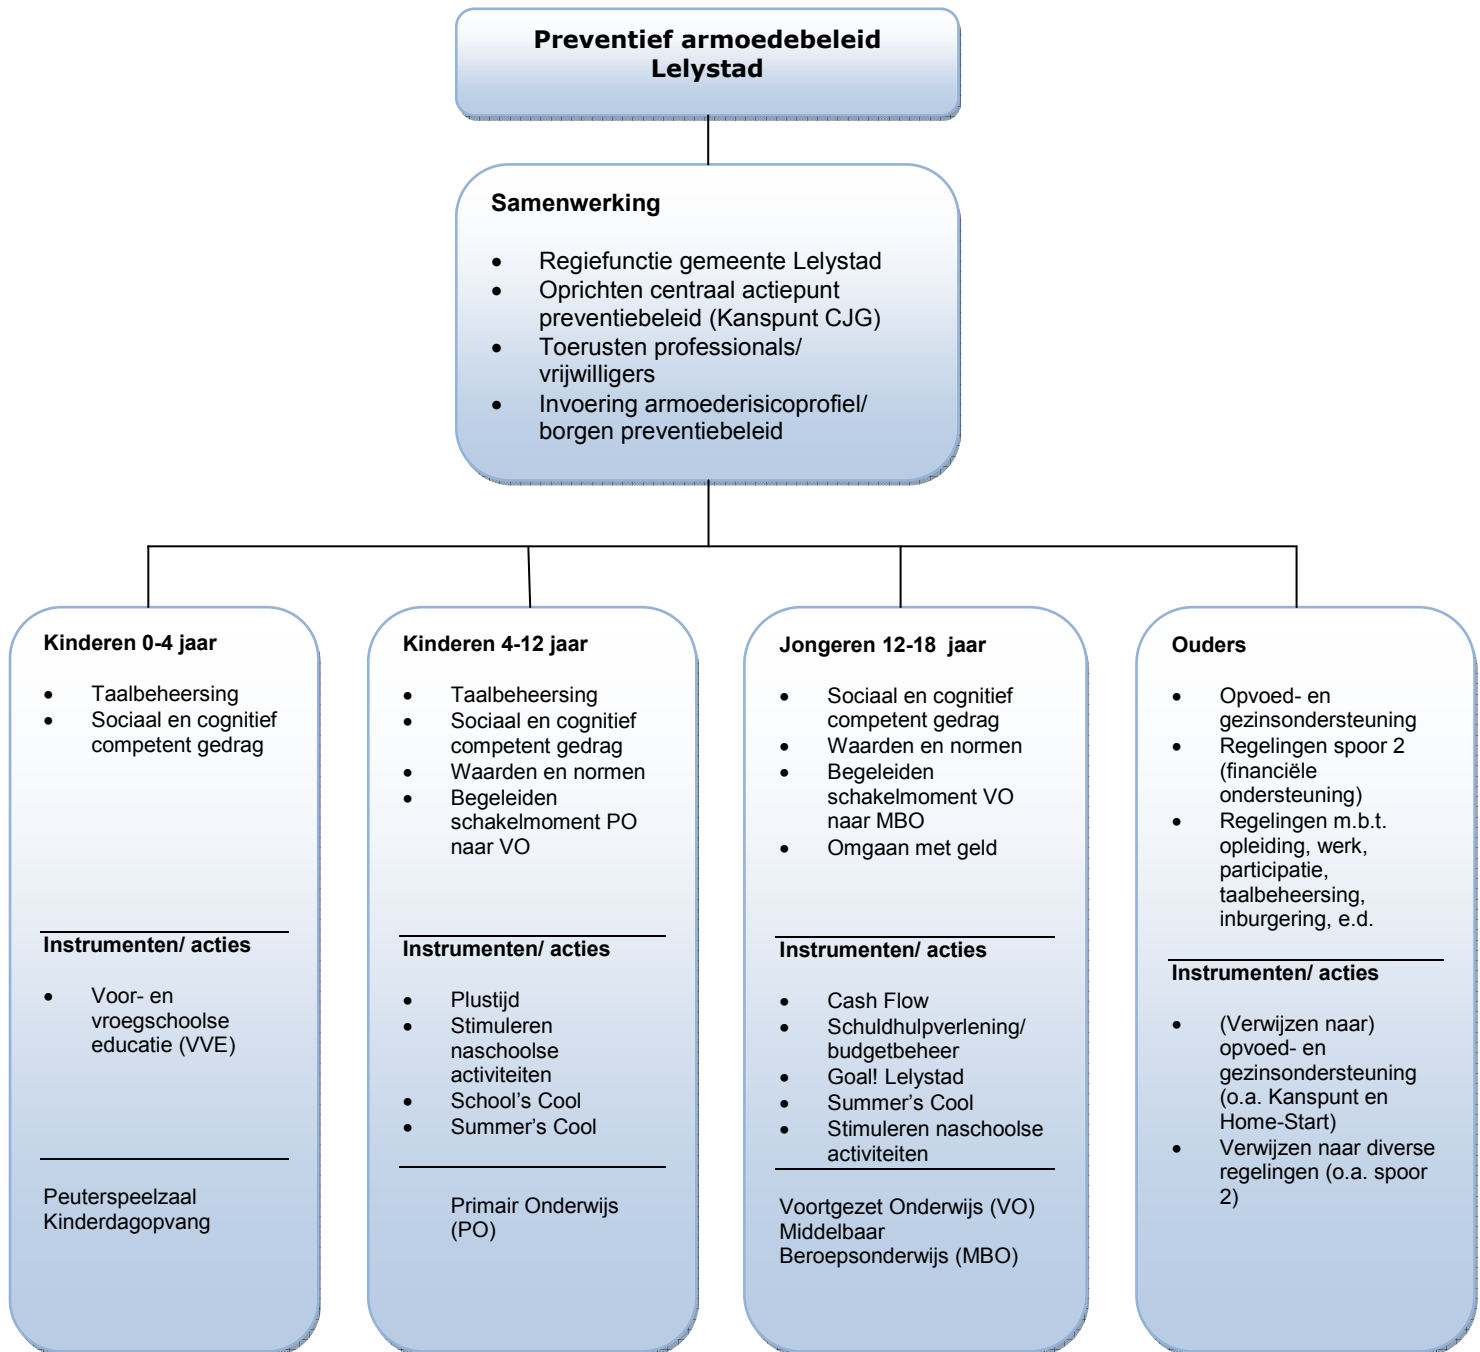 Preventief armoedebeleid
Lelystad
Samenwerking
• Regiefunctie gemeente Lelystad
• Oprichten centraal actiepunt
preventiebeleid (Kanspunt CJG)
• Toerusten professionals/
vrijwilligers
• Invoering armoederisicoprofiel/
borgen preventiebeleid
Kinderen 0-4 jaar
• Taalbeheersing
• Sociaal en cognitief
competent gedrag
Instrumenten/ acties
• Voor- en
vroegschoolse
educatie (VVE)
Peuterspeelzaal
Kinderdagopvang
Kinderen 4-12 jaar
• Taalbeheersing
• Sociaal en cognitief
competent gedrag
• Waarden en normen
• Begeleiden
schakelmoment PO
naar VO
Instrumenten/ acties
• Plustijd
• Stimuleren
naschoolse
activiteiten
• School’s Cool
• Summer’s Cool
Primair Onderwijs
(PO)
Jongeren 12-18 jaar
• Sociaal en cognitief
competent gedrag
• Waarden en normen
• Begeleiden
schakelmoment VO
naar MBO
• Omgaan met geld
Instrumenten/ acties
• Cash Flow
• Schuldhulpverlening/
budgetbeheer
• Goal! Lelystad
• Summer’s Cool
• Stimuleren naschoolse
activiteiten
Voortgezet Onderwijs (VO)
Middelbaar
Beroepsonderwijs (MBO)
Ouders
• Opvoed- en
gezinsondersteuning
• Regelingen spoor 2
(financiële
ondersteuning)
• Regelingen m.b.t.
opleiding, werk,
participatie,
taalbeheersing,
inburgering, e.d.
Instrumenten/ acties
• (Verwijzen naar)
opvoed- en
gezinsondersteuning
(o.a. Kanspunt en
Home-Start)
• Verwijzen naar diverse
regelingen (o.a. spoor
2)